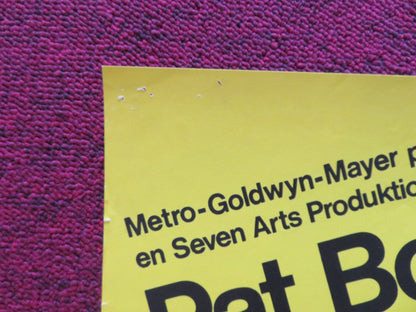 Metro-Goldwyn-Mayer p
en Seven Arts Produktio
Pat Bo